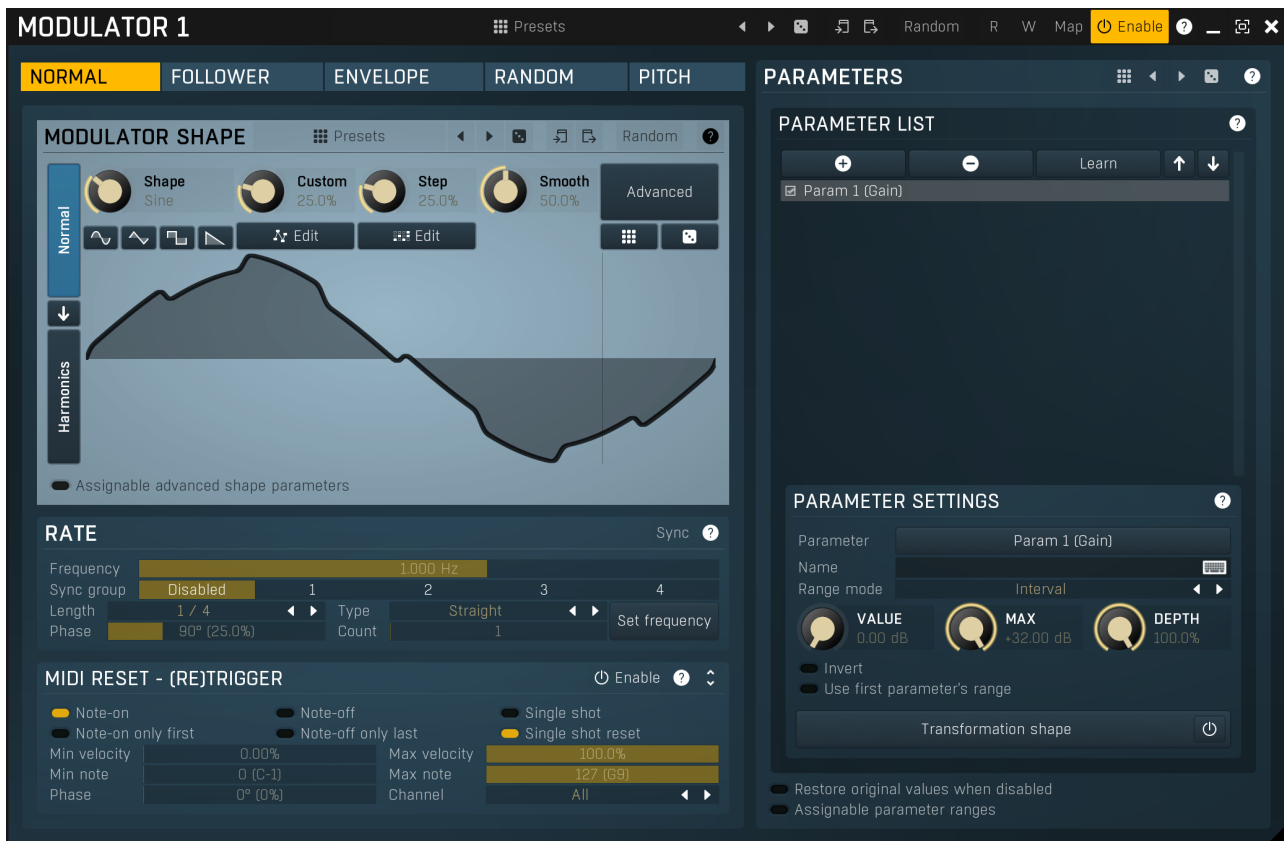 MODULATOR 1 Presets Random R W Map Enable ?
NORMAL FOLLOWER ENVELOPE RANDOM PITCH
MODULATOR SHAPE Presets Random ?
Shape Sine Custom 25.0% Step 25.0% Smooth 50.0% Advanced
Edit Edit
Normal
Harmonics
Assignable advanced shape parameters
RATE Sync ?
Frequency 1.000 Hz
Sync group Disabled 1 2 3 4
Length 1 / 4 Type Straight Set frequency
Phase 90° (25.0%) Count 1
MIDI RESET - (RE)TRIGGER Enable ?
Note-on Note-off Single shot
Note-on only first Note-off only last Single shot reset
Min velocity 0.00% Max velocity 100.0%
Min note 0 (C-1) Max note 127 (G9)
Phase 0° (0%) Channel All
PARAMETERS ?
PARAMETER LIST ?
Learn
Param 1 (Gain)
PARAMETER SETTINGS ?
Parameter Param 1 (Gain)
Name
Range mode Interval
VALUE 0.00 dB MAX +32.00 dB DEPTH 100.0%
Invert
Use first parameter's range
Transformation shape
Restore original values when disabled
Assignable parameter ranges